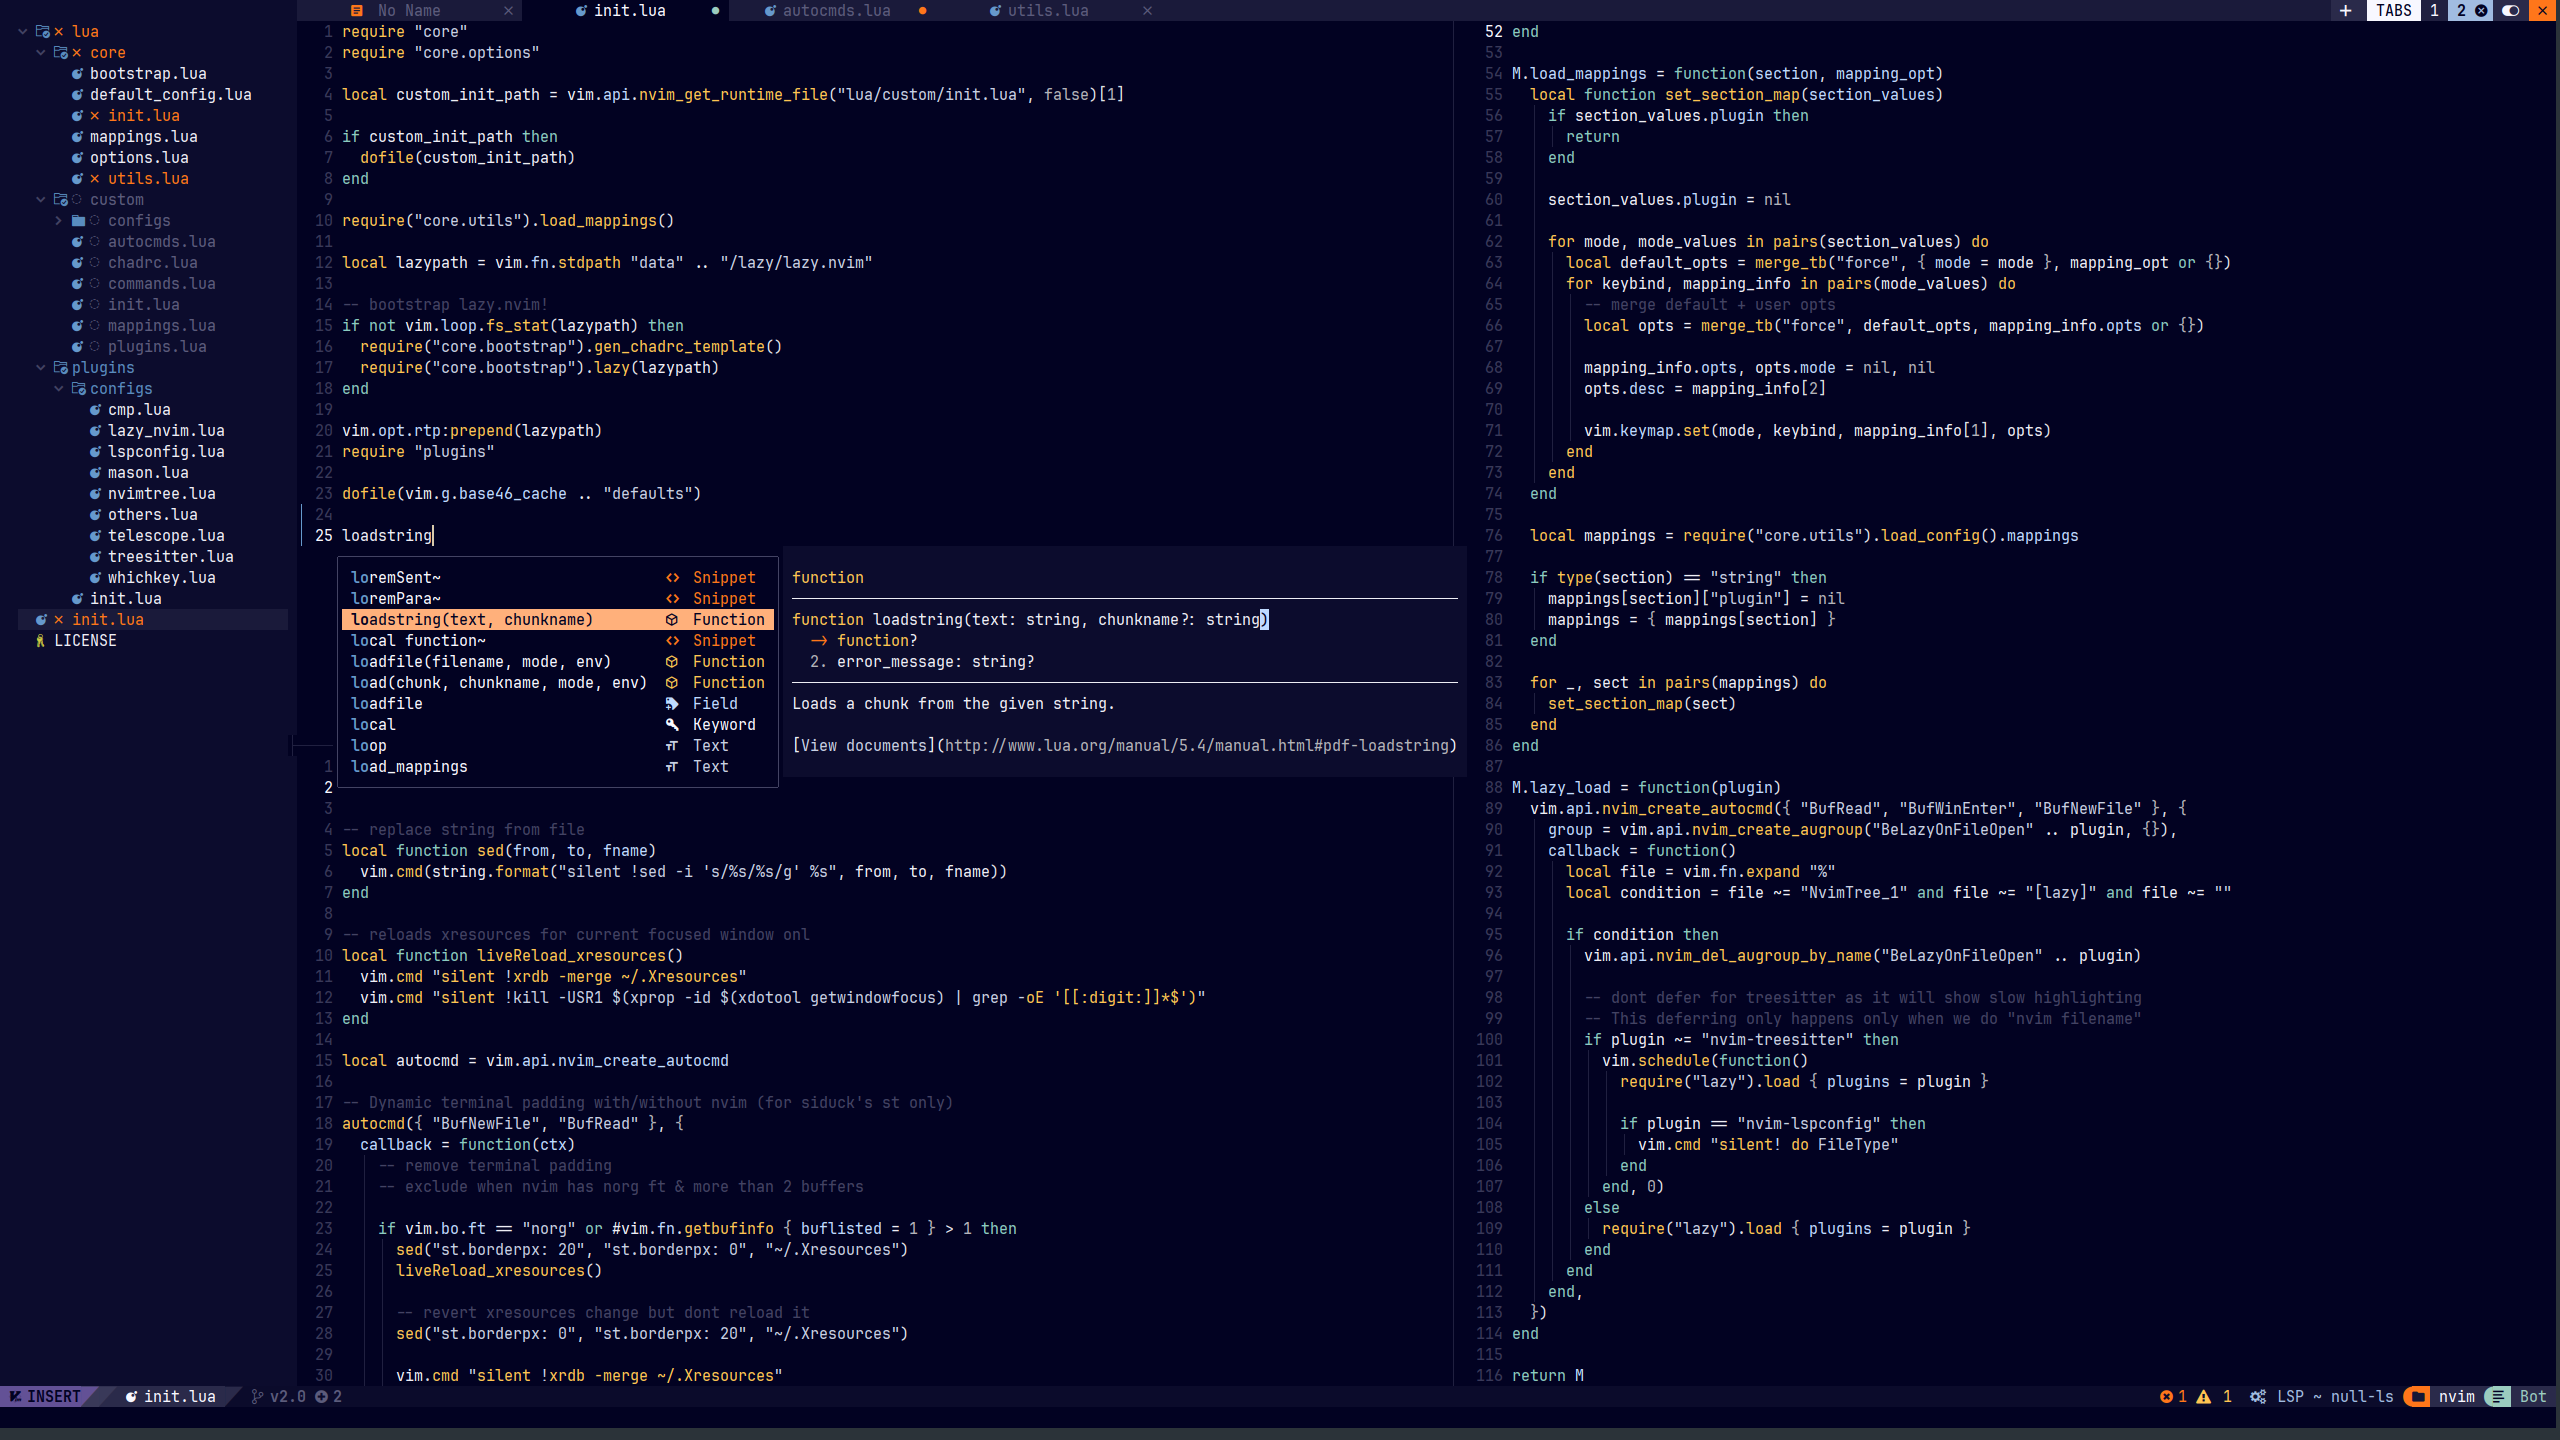 No Name
init.lua
autocmds.lua
utils.lua
TABS 1 2
lua
core
bootstrap.lua
default_config.lua
init.lua
mappings.lua
options.lua
utils.lua
custom
configs
autocmds.lua
chadrc.lua
commands.lua
init.lua
mappings.lua
plugins.lua
plugins
configs
cmp.lua
lazy_nvim.lua
lspconfig.lua
mason.lua
nvimtree.lua
others.lua
telescope.lua
treesitter.lua
whichkey.lua
init.lua
init.lua
LICENSE
1 require "core"
2 require "core.options"
3
4 local custom_init_path = vim.api.nvim_get_runtime_file("lua/custom/init.lua", false)[1]
5
6 if custom_init_path then
7 dofile(custom_init_path)
8 end
9
10 require("core.utils").load_mappings()
11
12 local lazypath = vim.fn.stdpath "data" .. "/lazy/lazy.nvim"
13
14 -- bootstrap lazy.nvim!
15 if not vim.loop.fs_stat(lazypath) then
16 require("core.bootstrap").gen_chadrc_template()
17 require("core.bootstrap").lazy(lazypath)
18 end
19
20 vim.opt.rtp:prepend(lazypath)
21 require "plugins"
22
23 dofile(vim.g.base46_cache .. "defaults")
24
25 loadstring
loremSent~ Snippet
loremPara~ Snippet
loadstring(text, chunkname) Function
local function~ Snippet
loadfile(filename, mode, env) Function
load(chunk, chunkname, mode, env) Function
loadfile Field
local Keyword
loop Text
load_mappings Text
function
function loadstring(text: string, chunkname?: string)
-> function?
2. error_message: string?
Loads a chunk from the given string.
[View documents](http://www.lua.org/manual/5.4/manual.html#pdf-loadstring)
1
2
3
4 -- replace string from file
5 local function sed(from, to, fname)
6 vim.cmd(string.format("silent !sed -i 's/%s/%s/g' %s", from, to, fname))
7 end
8
9 -- reloads xresources for current focused window onl
10 local function liveReload_xresources()
11 vim.cmd "silent !xrdb -merge ~/.Xresources"
12 vim.cmd "silent !kill -USR1 $(xprop -id $(xdotool getwindowfocus) | grep -oE '[[:digit:]]*$')"
13 end
14
15 local autocmd = vim.api.nvim_create_autocmd
16
17 -- Dynamic terminal padding with/without nvim (for siduck's st only)
18 autocmd({ "BufNewFile", "BufRead" }, {
19 callback = function(ctx)
20 -- remove terminal padding
21 -- exclude when nvim has norg ft & more than 2 buffers
22
23 if vim.bo.ft == "norg" or #vim.fn.getbufinfo { buflisted = 1 } > 1 then
24 sed("st.borderpx: 20", "st.borderpx: 0", "~/.Xresources")
25 liveReload_xresources()
26
27 -- revert xresources change but dont reload it
28 sed("st.borderpx: 0", "st.borderpx: 20", "~/.Xresources")
29
30 vim.cmd "silent !xrdb -merge ~/.Xresources"
52 end
53
54 M.load_mappings = function(section, mapping_opt)
55 local function set_section_map(section_values)
56 if section_values.plugin then
57 return
58 end
59
60 section_values.plugin = nil
61
62 for mode, mode_values in pairs(section_values) do
63 local default_opts = merge_tb("force", { mode = mode }, mapping_opt or {})
64 for keybind, mapping_info in pairs(mode_values) do
65 -- merge default + user opts
66 local opts = merge_tb("force", default_opts, mapping_info.opts or {})
67
68 mapping_info.opts, opts.mode = nil, nil
69 opts.desc = mapping_info[2]
70
71 vim.keymap.set(mode, keybind, mapping_info[1], opts)
72 end
73 end
74 end
75
76 local mappings = require("core.utils").load_config().mappings
77
78 if type(section) == "string" then
79 mappings[section]["plugin"] = nil
80 mappings = { mappings[section] }
81 end
82
83 for _, sect in pairs(mappings) do
84 set_section_map(sect)
85 end
86 end
87
88 M.lazy_load = function(plugin)
89 vim.api.nvim_create_autocmd({ "BufRead", "BufWinEnter", "BufNewFile" }, {
90 group = vim.api.nvim_create_augroup("BeLazyOnFileOpen" .. plugin, {}),
91 callback = function()
92 local file = vim.fn.expand "%"
93 local condition = file ~= "NvimTree_1" and file ~= "[lazy]" and file ~= ""
94
95 if condition then
96 vim.api.nvim_del_augroup_by_name("BeLazyOnFileOpen" .. plugin)
97
98 -- dont defer for treesitter as it will show slow highlighting
99 -- This deferring only happens only when we do "nvim filename"
100 if plugin ~= "nvim-treesitter" then
101 vim.schedule(function()
102 require("lazy").load { plugins = plugin }
103
104 if plugin == "nvim-lspconfig" then
105 vim.cmd "silent! do FileType"
106 end
107 end, 0)
108 else
109 require("lazy").load { plugins = plugin }
110 end
111 end
112 end,
113 })
114 end
115
116 return M
INSERT init.lua v2.0 2
1 1 LSP ~ null-ls nvim Bot